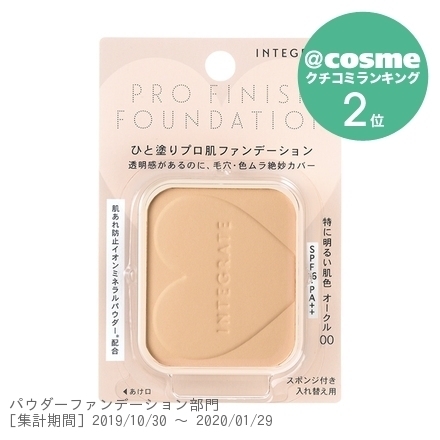 INTEGR
@cosme
クチコミランキング
2位
PRO FINIS
FOUNDATION
ひと塗りプロ肌ファンデーション
透明感があるのに、毛穴・色ムラ絶妙カバー
肌あれ防止イオンミネラルパウダー®配合
INTEGRATE
特に明るい肌色 オークル00
SPF5・PA++
◀あけ口
スポンジ付き
入れ替え用
パウダーファンデーション部門
[集計期間] 2019/10/30 ～ 2020/01/29